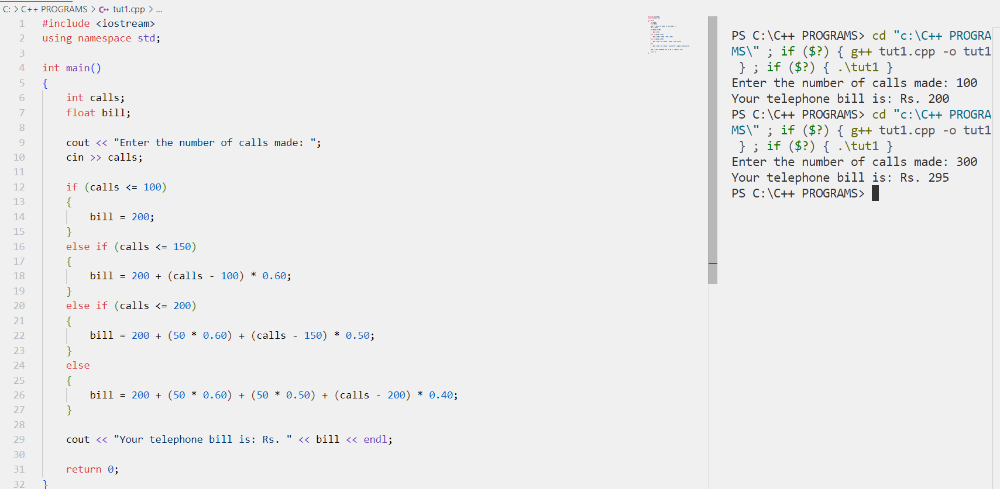 C: > C++ PROGRAMS > C++ tut1.cpp > ...
1 #include <iostream>
2 using namespace std;
3
4 int main()
5 {
6 int calls;
7 float bill;
8
9 cout << "Enter the number of calls made: ";
10 cin >> calls;
11
12 if (calls <= 100)
13 {
14 bill = 200;
15 }
16 else if (calls <= 150)
17 {
18 bill = 200 + (calls - 100) * 0.60;
19 }
20 else if (calls <= 200)
21 {
22 bill = 200 + (50 * 0.60) + (calls - 150) * 0.50;
23 }
24 else
25 {
26 bill = 200 + (50 * 0.60) + (50 * 0.50) + (calls - 200) * 0.40;
27 }
28
29 cout << "Your telephone bill is: Rs. " << bill << endl;
30
31 return 0;
32 }
PS C:\C++ PROGRAMS> cd "c:\C++ PROGRA
MS\" ; if ($?) { g++ tut1.cpp -o tut1
} ; if ($?) { .\tut1 }
Enter the number of calls made: 100
Your telephone bill is: Rs. 200
PS C:\C++ PROGRAMS> cd "c:\C++ PROGRA
MS\" ; if ($?) { g++ tut1.cpp -o tut1
} ; if ($?) { .\tut1 }
Enter the number of calls made: 300
Your telephone bill is: Rs. 295
PS C:\C++ PROGRAMS>